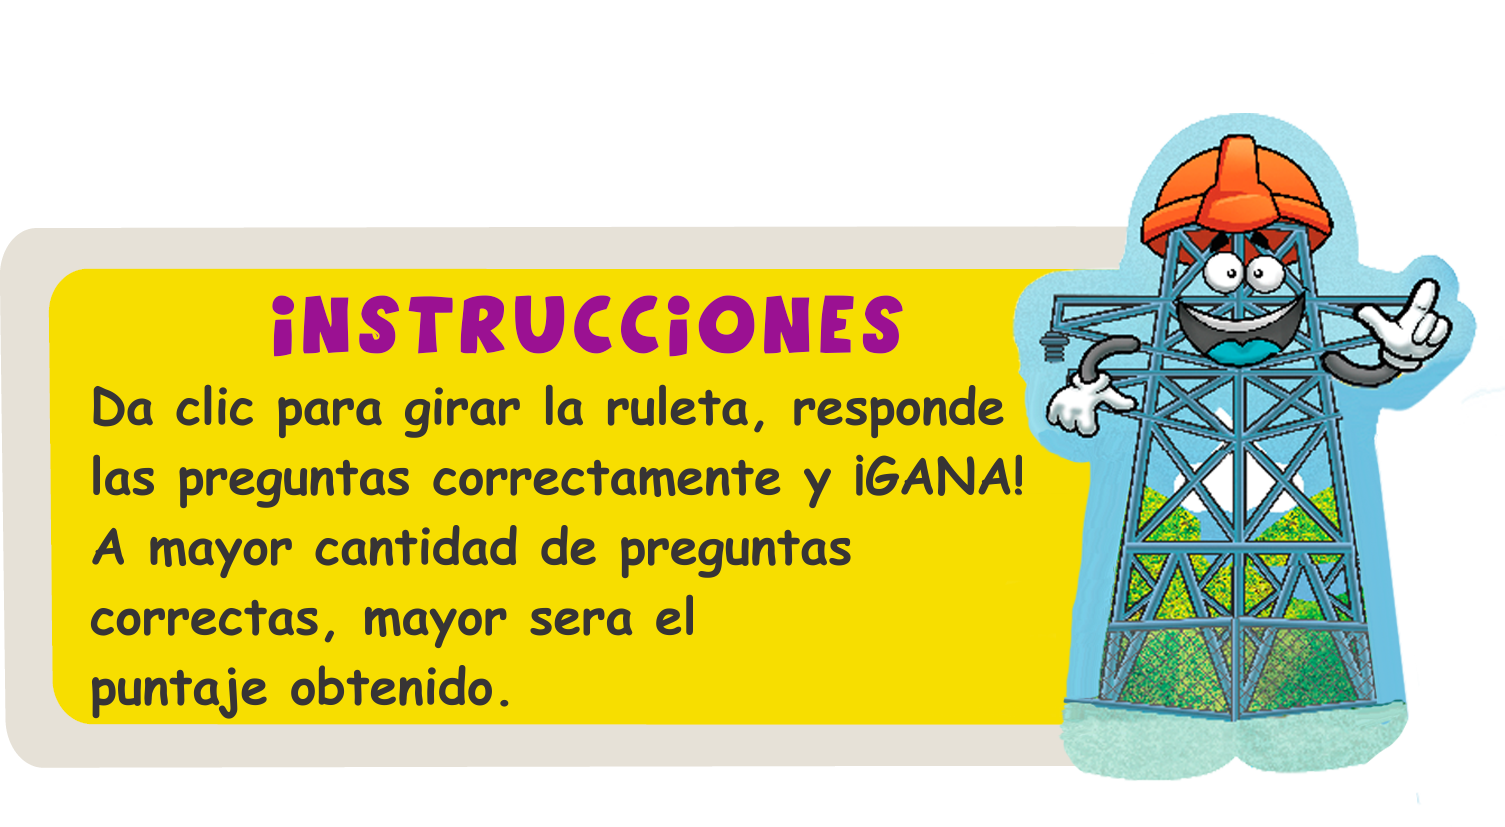 iNSTRUCCiONES
Da clic para girar la ruleta, responde
las preguntas correctamente y ¡GANA!
A mayor cantidad de preguntas
correctas, mayor sera el
puntaje obtenido.